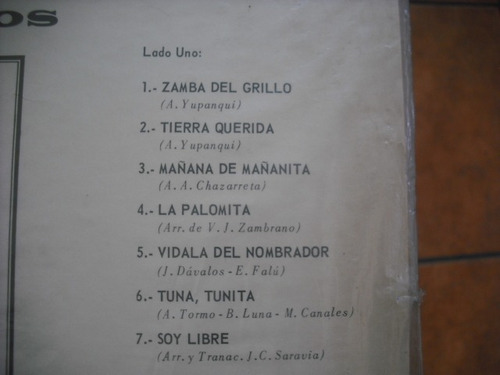 os
Lado Uno:
1.- ZAMBA DEL GRILLO
(A. Yupanqui)
2.- TIERRA QUERIDA
(A. Yupanqui)
3.- MAÑANA DE MAÑANITA
(A. A. Chazarreta)
4.- LA PALOMITA
(Arr. de V. J. Zambrano)
5.- VIDALA DEL NOMBRADOR
(J. Dávalos - E. Falú)
6.- TUNA, TUNITA
(A. Tormo - B. Luna - M. Canales)
7.- SOY LIBRE
(Arr. y Tranac. J.C. Saravia)